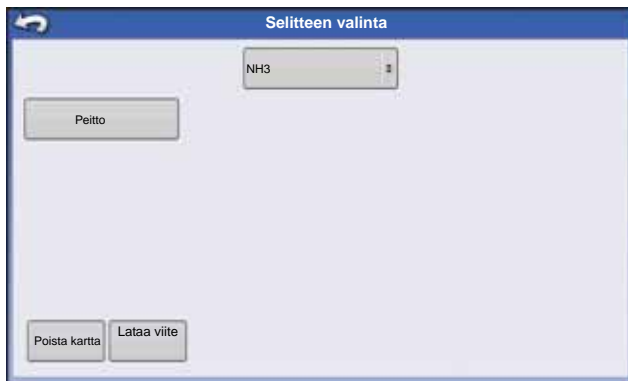 Selitteen valinta
NH3
Peitto
Poista kartta
Lataa viite